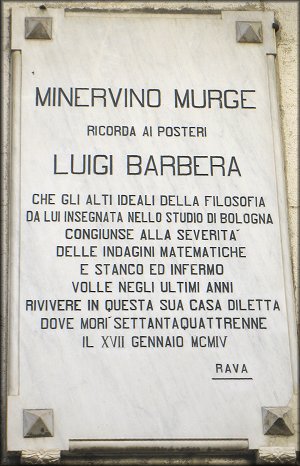 MINERVINO MURGE
RICORDA AI POSTERI
LUIGI BARBERA
CHE GLI ALTI IDEALI DELLA FILOSOFIA
DA LUI INSEGNATA NELLO STUDIO DI BOLOGNA
CONGIUNSE ALLA SEVERITA'
DELLE INDAGINI MATEMATICHE
E STANCO ED INFERMO
VOLLE NEGLI ULTIMI ANNI
RIVIVERE IN QUESTA SUA CASA DILETTA
DOVE MORI' SETTANTAQUATTRENNE
IL XVII GENNAIO MCMIV
RAVA